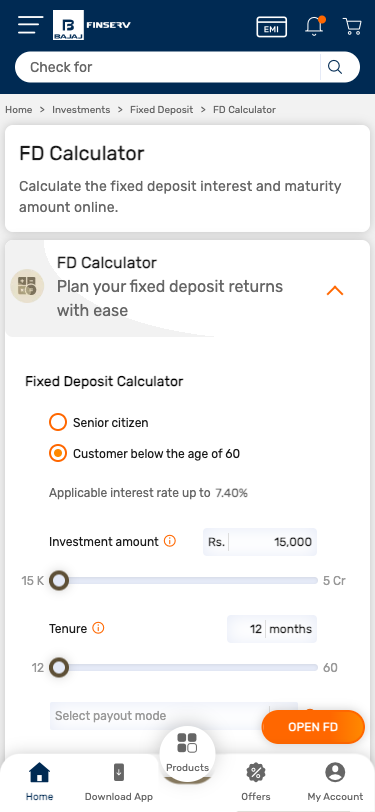 B
BAJAJ
FINSERV
EMI
Check for
Home > Investments > Fixed Deposit > FD Calculator
FD Calculator
Calculate the fixed deposit interest and maturity
amount online.
FD Calculator
Plan your fixed deposit returns
with ease
Fixed Deposit Calculator
Senior citizen
Customer below the age of 60
Applicable interest rate up to 7.40%
Investment amount Rs. 15,000
15 K 5 Cr
Tenure 12 months
12 60
Select payout mode
OPEN FD
Home Download App Products Offers My Account